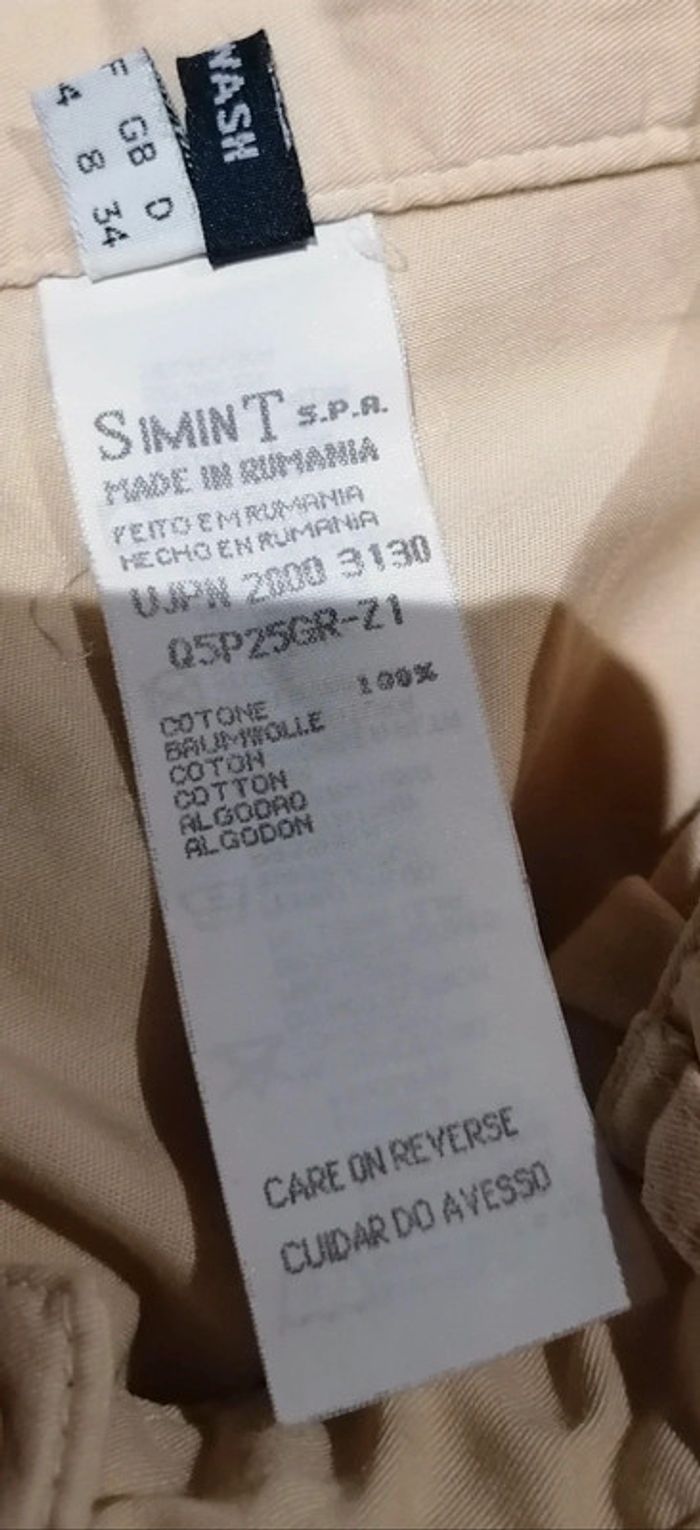 WASH
F GB D
4 8 34
SIMINT S.P.A.
MADE IN RUMANIA
FEITO EM RUMANIA
HECHO EN RUMANIA
UJPN 2000 3130
Q5P25GR-Z1
100%
COTONE
BAUMWOLLE
COTON
COTTON
ALGODAO
ALGODON
CARE ON REVERSE
CUIDAR DO AVESSO